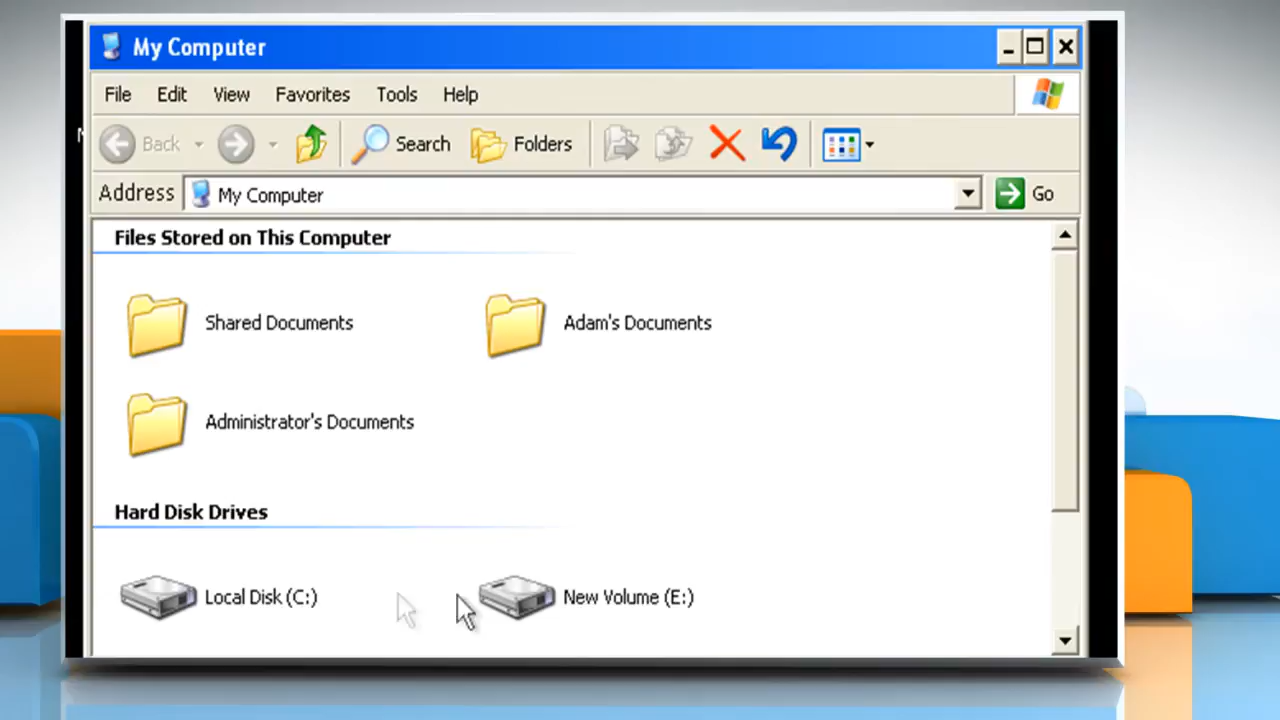 My Computer
File Edit View Favorites Tools Help
Back Search Folders
Address My Computer Go
Files Stored on This Computer
Shared Documents Adam's Documents
Administrator's Documents
Hard Disk Drives
Local Disk (C:) New Volume (E:)